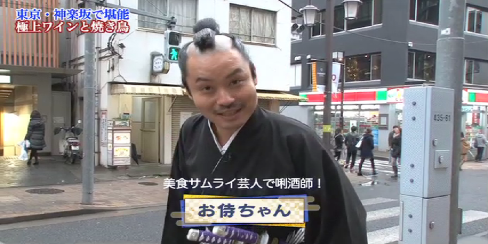 東京・神楽坂で堪能
極上ワインと焼き鳥
美食サムライ芸人で唎酒師！
お侍ちゃん